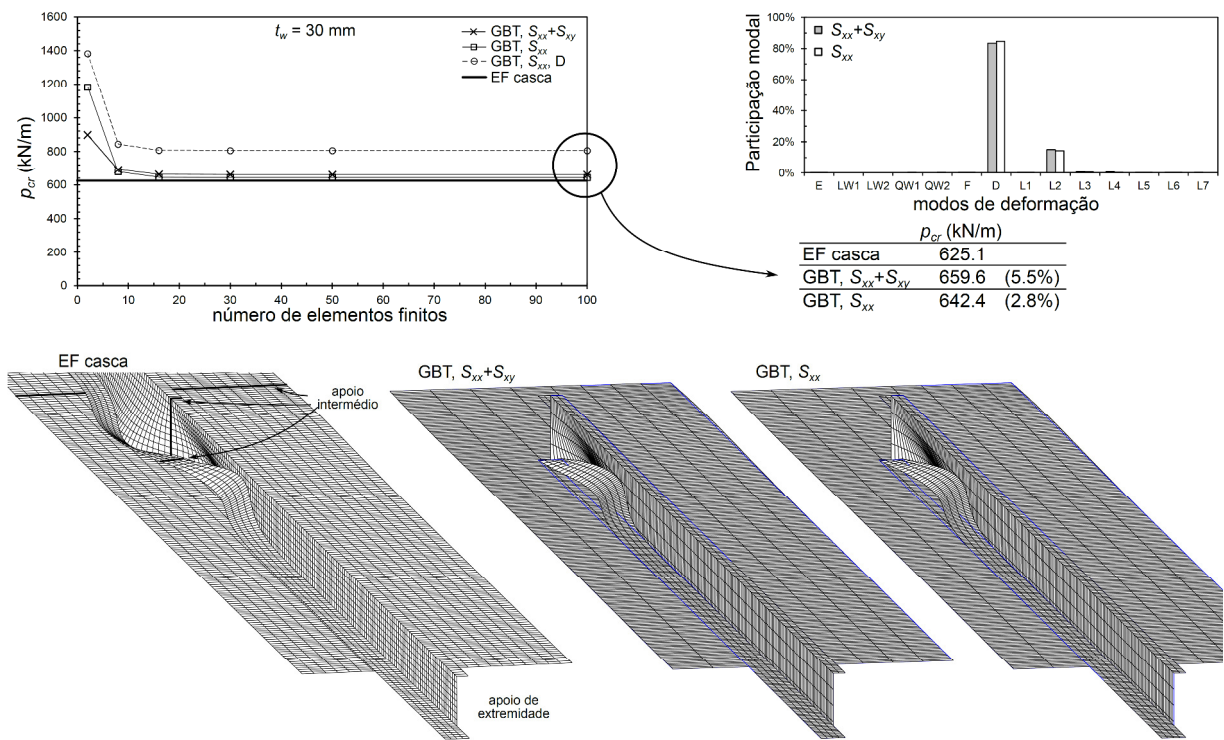 t_w = 30 mm
GBT, S_xx+S_xy
GBT, S_xx
GBT, S_xx, D
EF casca
p_cr (kN/m)
1600
1400
1200
1000
800
600
400
200
0
0 10 20 30 40 50 60 70 80 90 100
número de elementos finitos
Participação modal
100%
80%
60%
40%
20%
0%
S_xx+S_xy
S_xx
E LW1 LW2 QW1 QW2 F D L1 L2 L3 L4 L5 L6 L7
modos de deformação
p_cr (kN/m)
EF casca 625.1
GBT, S_xx+S_xy 659.6 (5.5%)
GBT, S_xx 642.4 (2.8%)
EF casca
apoio
intermédio
apoio de
extremidade
GBT, S_xx+S_xy
GBT, S_xx